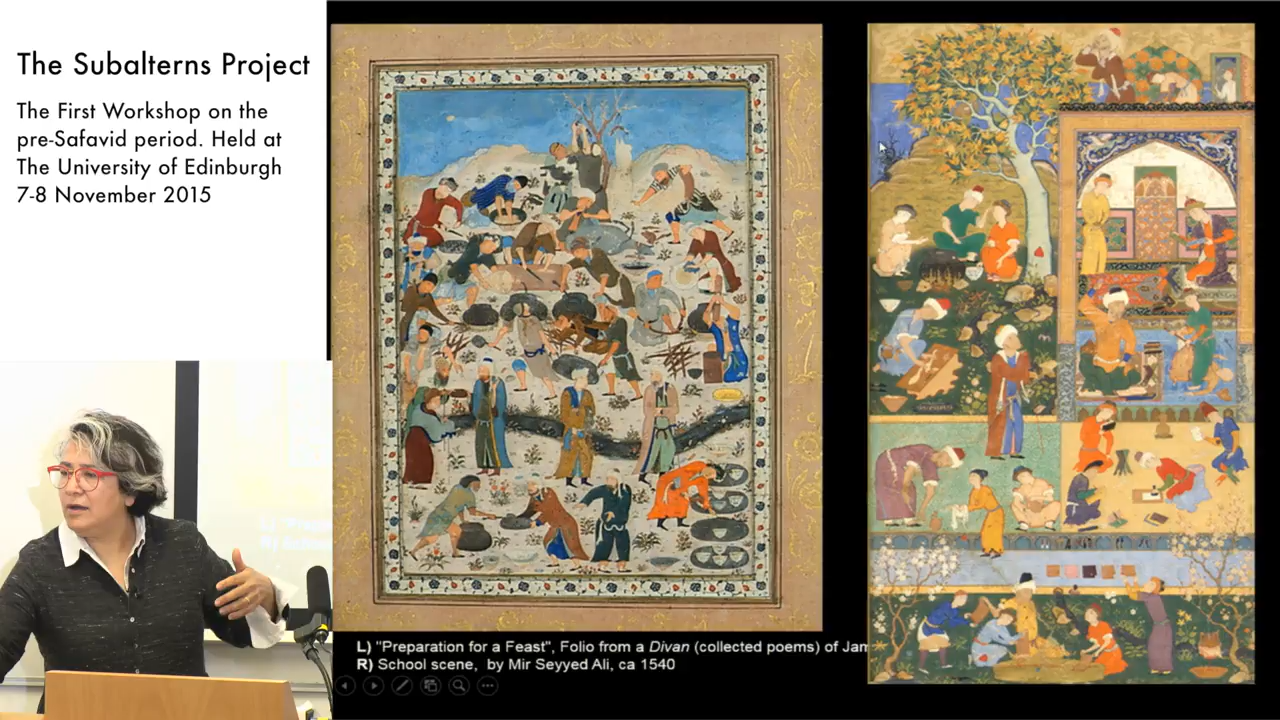 The Subalterns Project
The First Workshop on the
pre-Safavid period. Held at
The University of Edinburgh
7-8 November 2015
L) "Preparation for a Feast", Folio from a Divan (collected poems) of Jam
R) School scene, by Mir Seyyed Ali, ca 1540